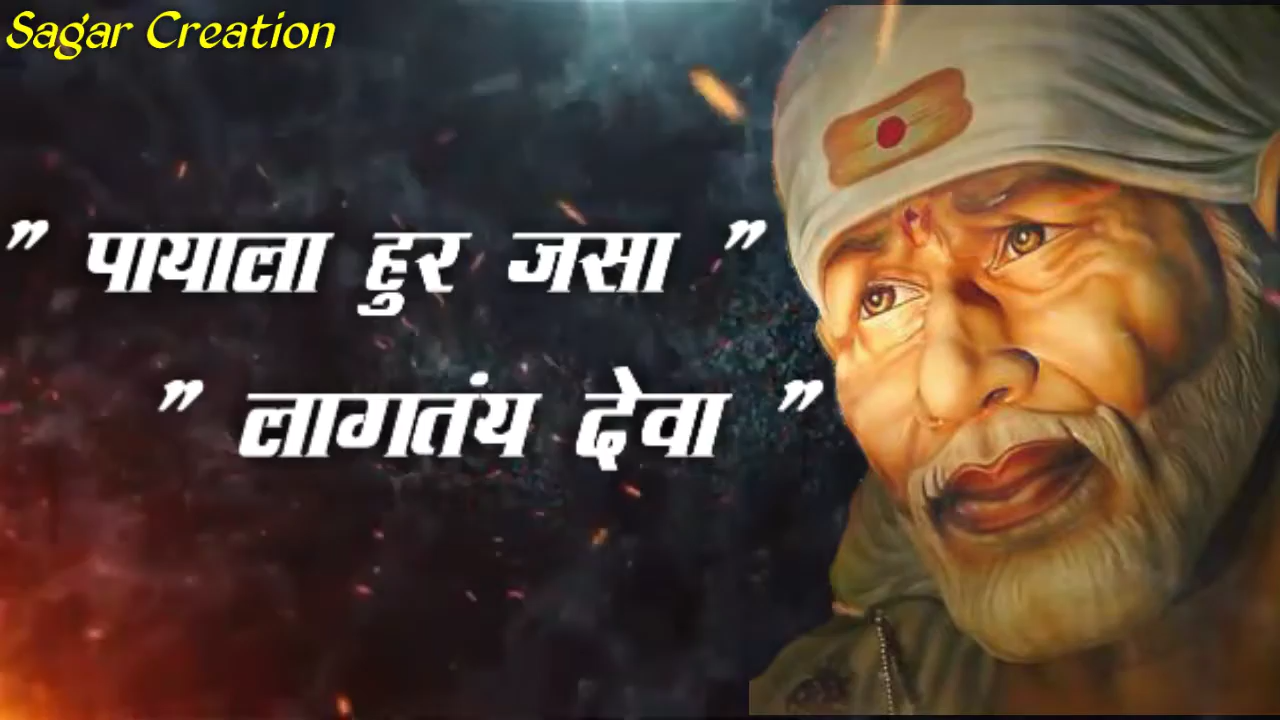 Sagar Creation
" पायाला हुर जसा "
" लागतंय देवा "